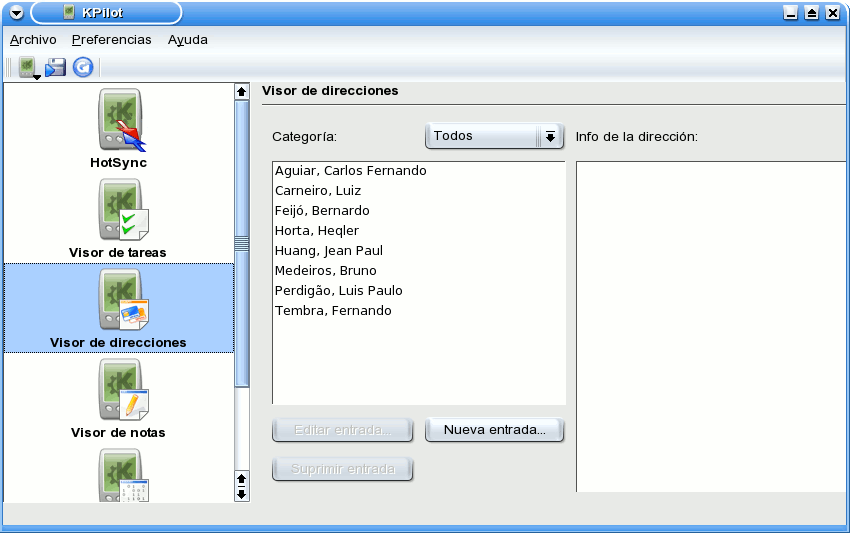 KPilot
Archivo Preferencias Ayuda
HotSync
Visor de tareas
Visor de direcciones
Visor de notas
Visor de direcciones
Categoría: Todos Info de la dirección:
Aguiar, Carlos Fernando
Carneiro, Luiz
Feijó, Bernardo
Horta, Heqler
Huang, Jean Paul
Medeiros, Bruno
Perdigão, Luis Paulo
Tembra, Fernando
Editar entrada... Nueva entrada...
Suprimir entrada